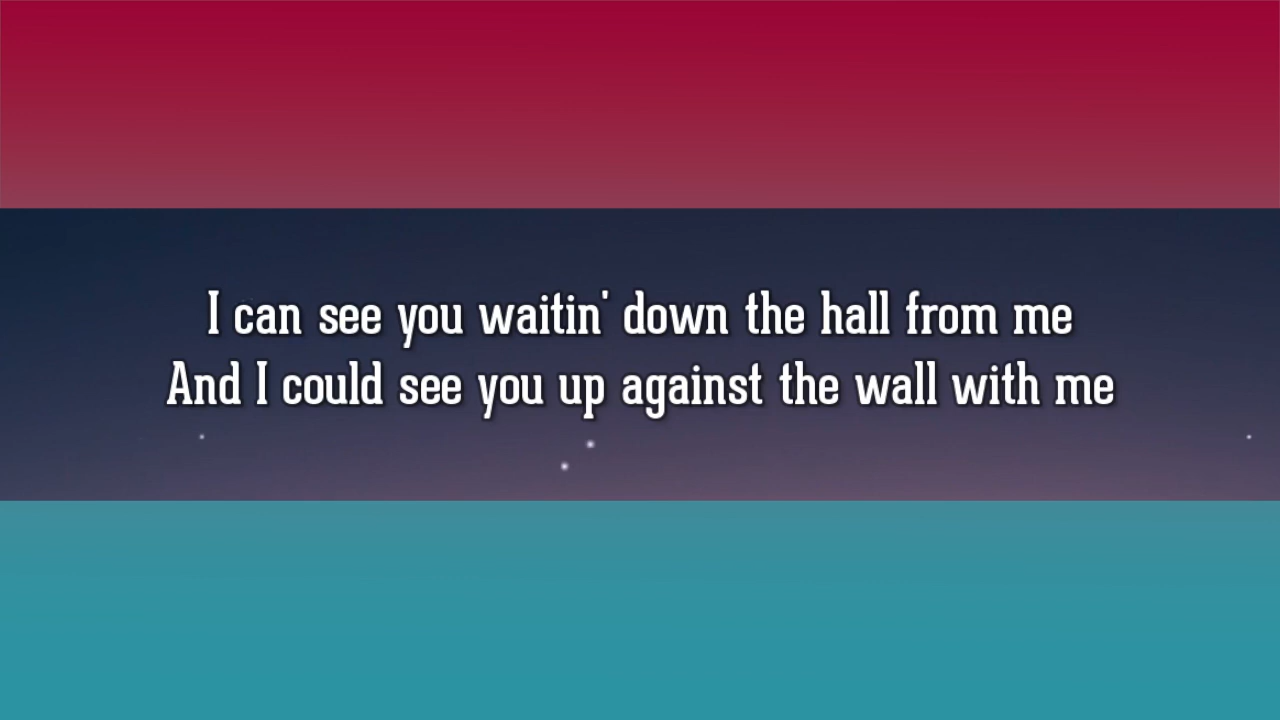 I can see you waitin' down the hall from me
And I could see you up against the wall with me